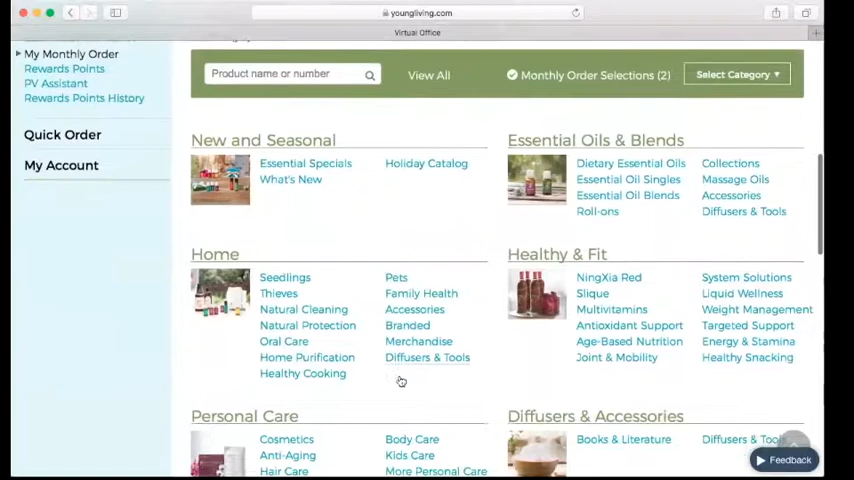 youngliving.com
Virtual Office
My Monthly Order
Rewards Points
PV Assistant
Rewards Points History
Quick Order
My Account
Product name or number
View All
Monthly Order Selections (2)
Select Category
New and Seasonal
Essential Specials
What's New
Holiday Catalog
Essential Oils & Blends
Dietary Essential Oils
Essential Oil Singles
Essential Oil Blends
Roll-ons
Collections
Massage Oils
Accessories
Diffusers & Tools
Home
Seedlings
Thieves
Natural Cleaning
Natural Protection
Oral Care
Home Purification
Healthy Cooking
Pets
Family Health
Accessories
Branded
Merchandise
Diffusers & Tools
Healthy & Fit
NingXia Red
Slique
Multivitamins
Antioxidant Support
Age-Based Nutrition
Joint & Mobility
System Solutions
Liquid Wellness
Weight Management
Targeted Support
Energy & Stamina
Healthy Snacking
Personal Care
Cosmetics
Anti-Aging
Hair Care
Body Care
Kids Care
More Personal Care
Diffusers & Accessories
Books & Literature
Diffusers & Tools
Feedback